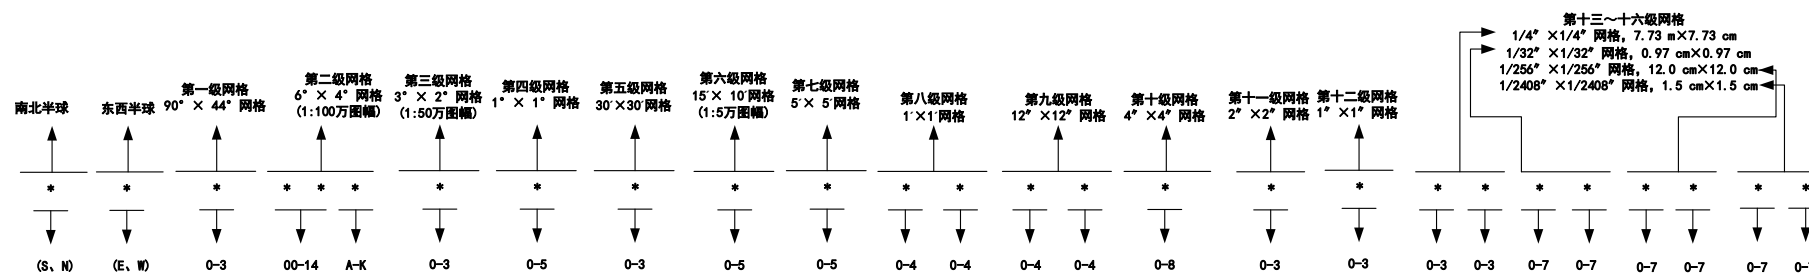 南北半球
东西半球
第一级网格
90° × 44° 网格
第二级网格
6° × 4° 网格
(1:100万图幅)
第三级网格
3° × 2° 网格
(1:50万图幅)
第四级网格
1° × 1° 网格
第五级网格
30′×30′网格
第六级网格
15′× 10′网格
(1:5万图幅)
第七级网格
5′× 5′网格
第八级网格
1′×1′网格
第九级网格
12″ ×12″ 网格
第十级网格
4″ ×4″ 网格
第十一级网格
2″ ×2″ 网格
第十二级网格
1″ ×1″ 网格
第十三～十六级网格
1/4″ ×1/4″ 网格, 7.73 m×7.73 cm
1/32″ ×1/32″ 网格, 0.97 cm×0.97 cm
1/256″ ×1/256″ 网格, 12.0 cm×12.0 cm
1/2408″ ×1/2408″ 网格, 1.5 cm×1.5 cm
* * * * * * * * * * * * * * * * * * * * * * * * * *
(S、N) (E、W) 0-3 00-14 A-K 0-3 0-5 0-3 0-5 0-5 0-4 0-4 0-4 0-4 0-8 0-3 0-3 0-3 0-3 0-7 0-7 0-7 0-7 0-7